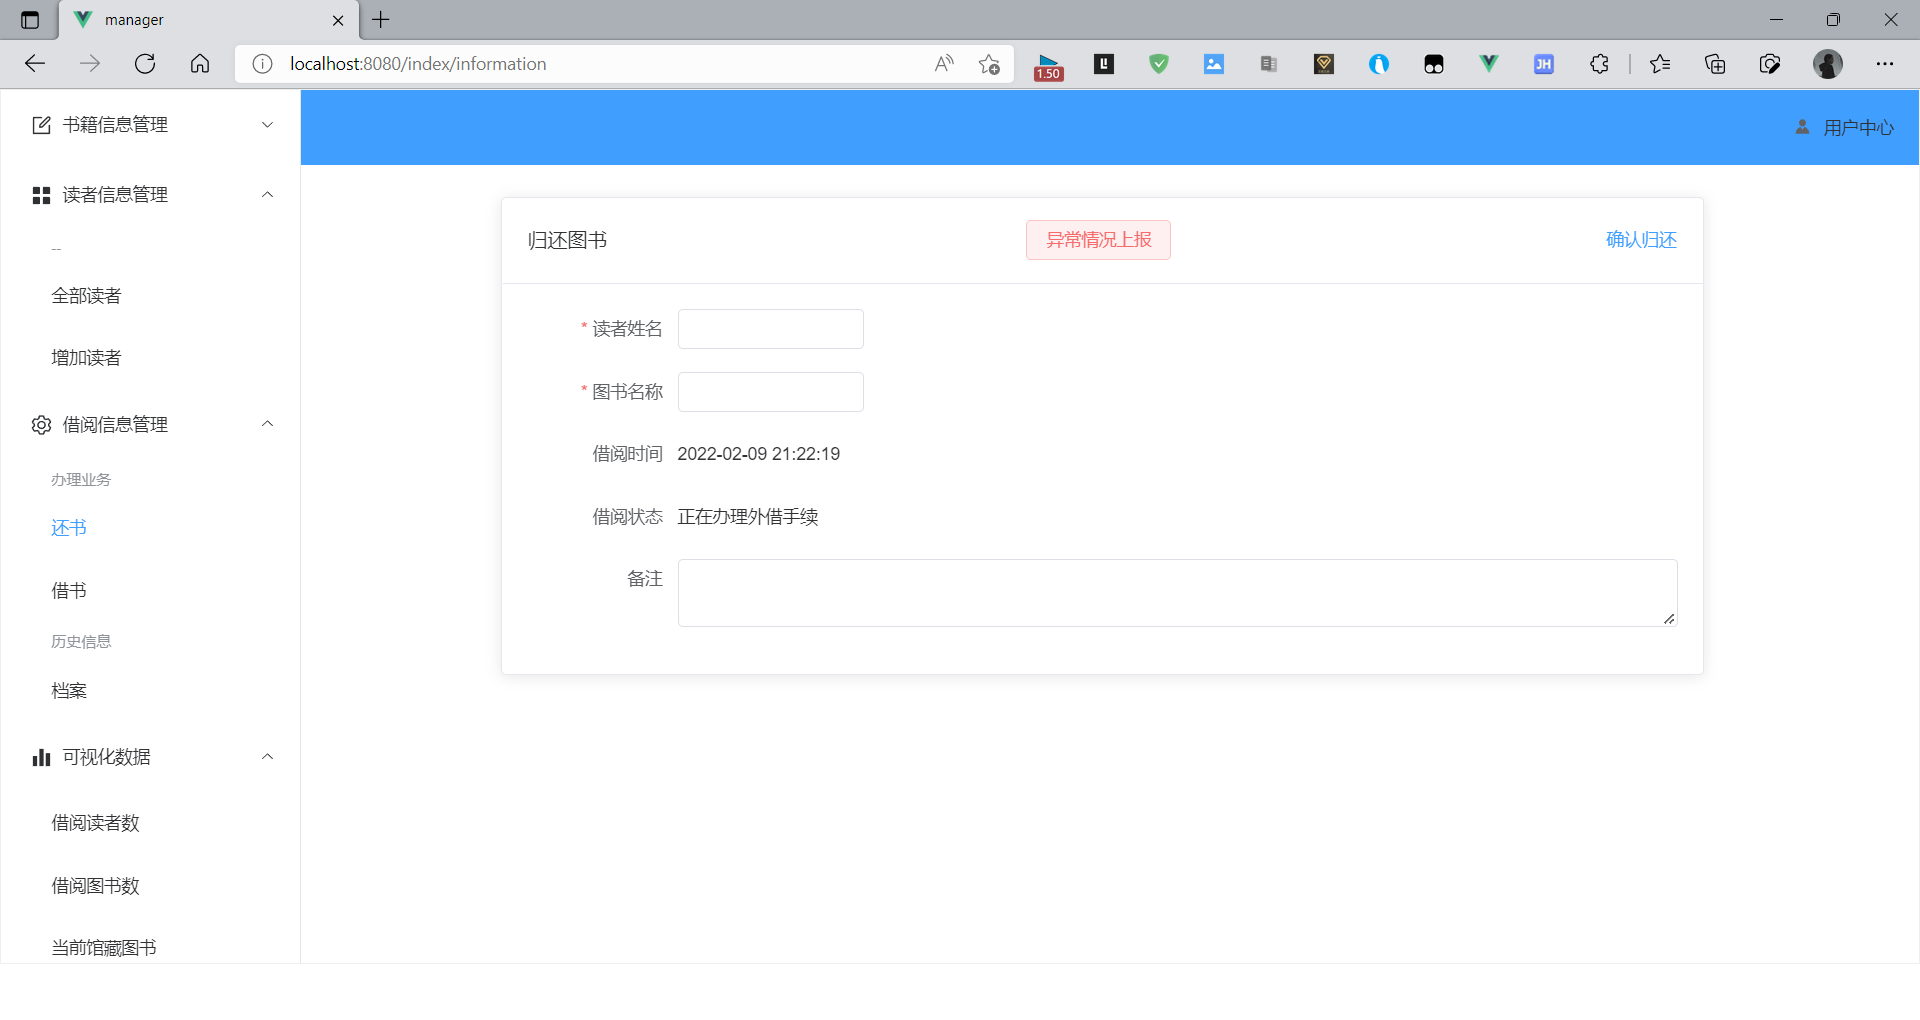 manager
localhost:8080/index/information
1.50
JH
书籍信息管理
读者信息管理
--
全部读者
增加读者
借阅信息管理
办理业务
还书
借书
历史信息
档案
可视化数据
借阅读者数
借阅图书数
当前馆藏图书
用户中心
归还图书
异常情况上报
确认归还
* 读者姓名
* 图书名称
借阅时间 2022-02-09 21:22:19
借阅状态 正在办理外借手续
备注